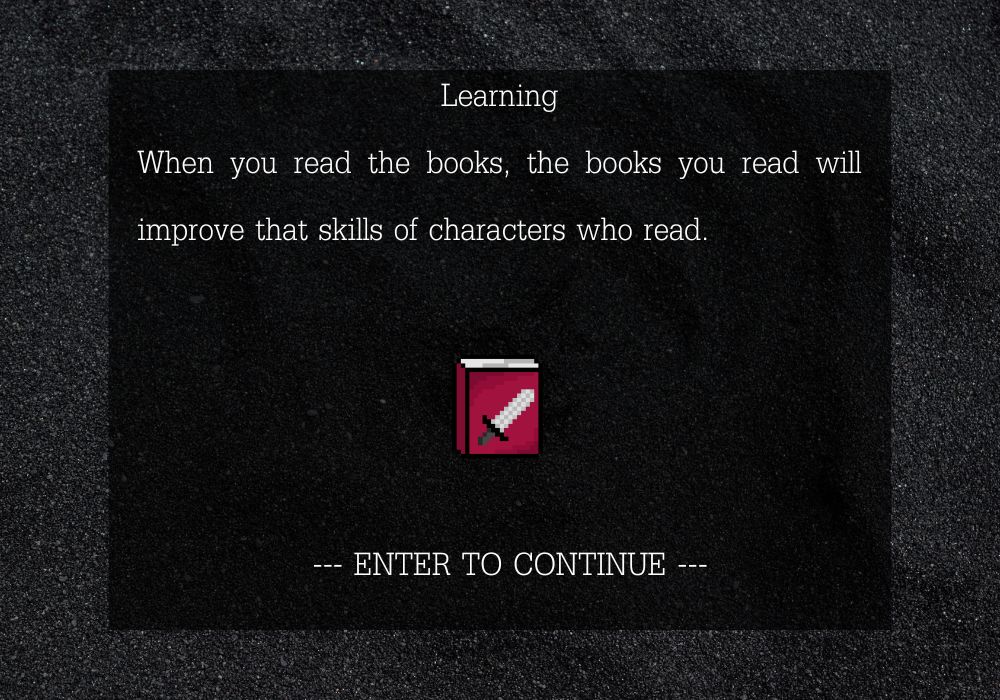 Learning
When you read the books, the books you read will
improve that skills of characters who read.
--- ENTER TO CONTINUE ---